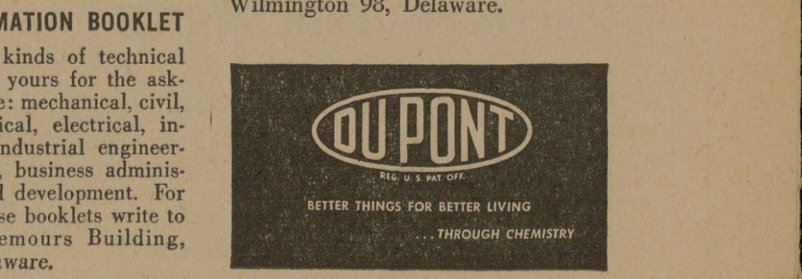 MATION BOOKLET
kinds of technical
yours for the ask-
e: mechanical, civil,
ical, electrical, in-
ndustrial engineer-
, business adminis-
l development. For
se booklets write to
emours Building,
aware.
Wilmington 98, Delaware.
DU PONT
REG. U. S. PAT. OFF.
BETTER THINGS FOR BETTER LIVING
...THROUGH CHEMISTRY